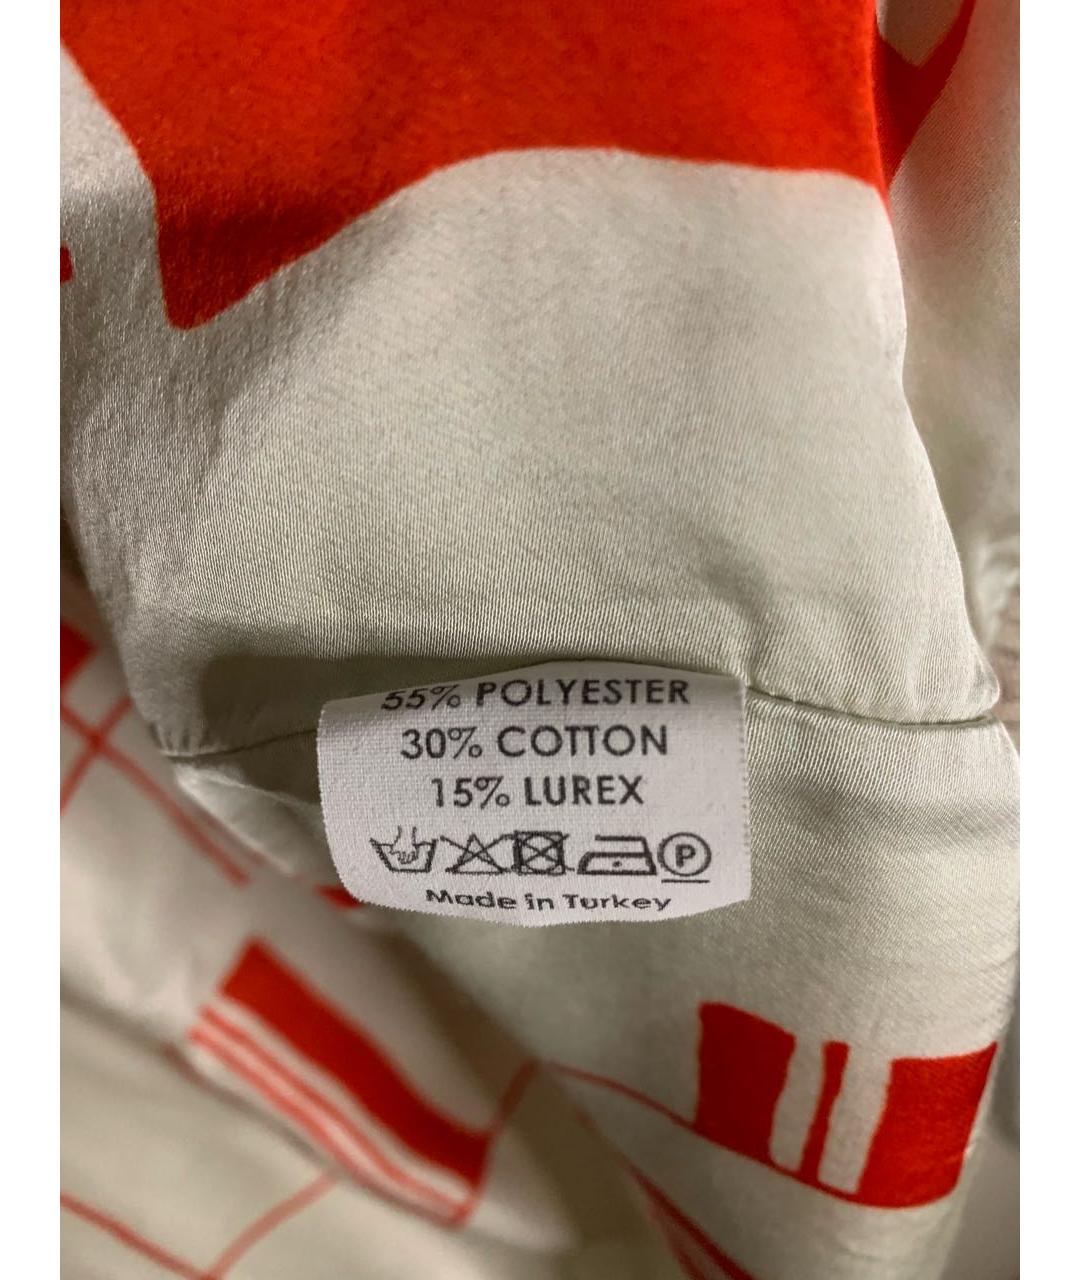 55% POLYESTER
30% COTTON
15% LUREX
P
Made in Turkey